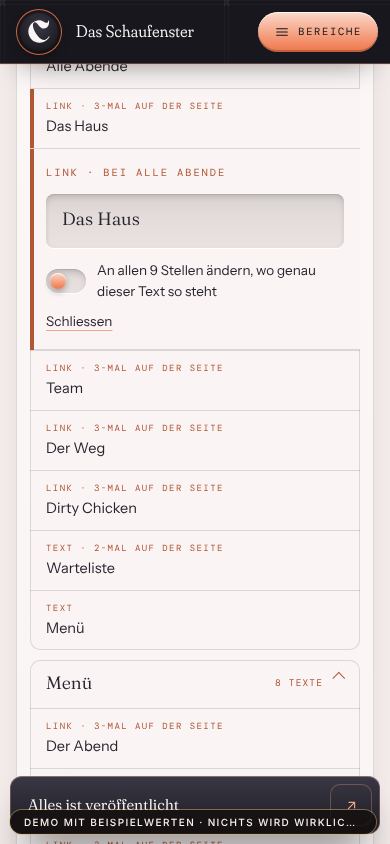 C
Das Schaufenster
BEREICHE
Alle Abende
LINK · 3-MAL AUF DER SEITE
Das Haus
LINK · BEI ALLE ABENDE
Das Haus
An allen 9 Stellen ändern, wo genau
dieser Text so steht
Schliessen
LINK · 3-MAL AUF DER SEITE
Team
LINK · 3-MAL AUF DER SEITE
Der Weg
LINK · 3-MAL AUF DER SEITE
Dirty Chicken
TEXT · 2-MAL AUF DER SEITE
Warteliste
TEXT
Menü
Menü
8 TEXTE
LINK · 3-MAL AUF DER SEITE
Der Abend
Alles ist veröffentlicht
DEMO MIT BEISPIELWERTEN · NICHTS WIRD WIRKLIC…